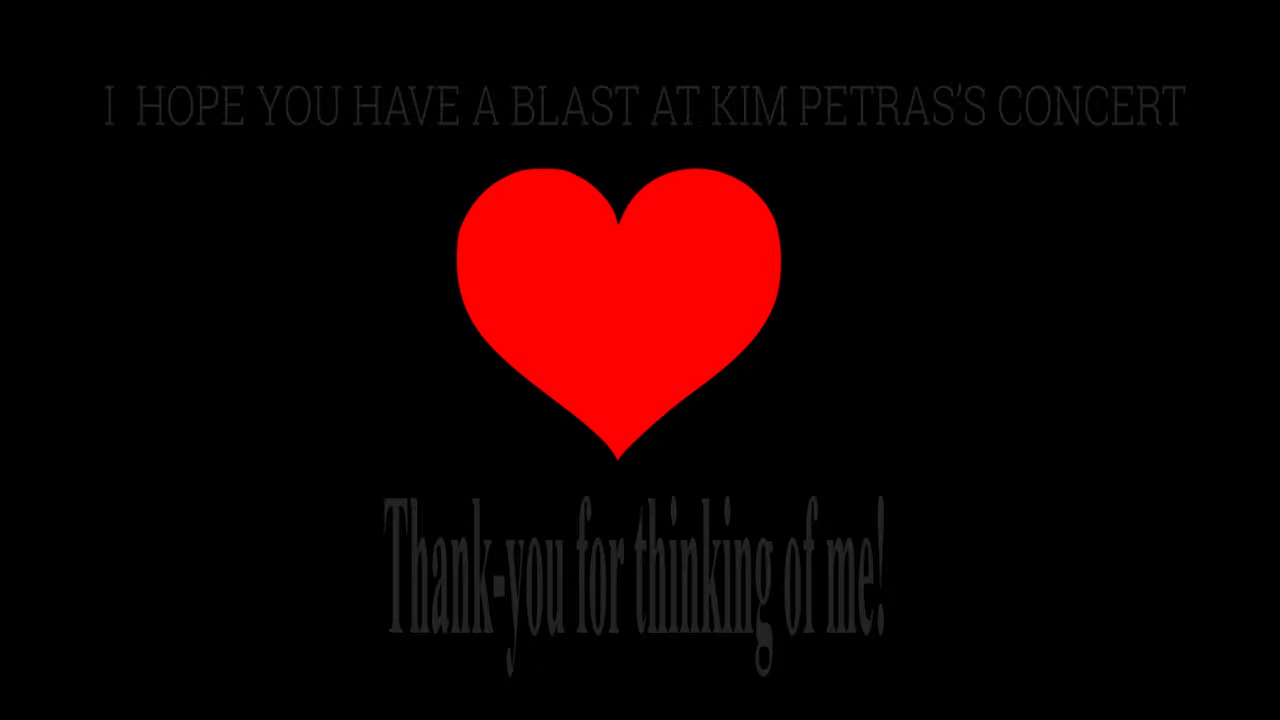 I HOPE YOU HAVE A BLAST AT KIM PETRAS'S CONCERT
Thank-you for thinking of me!